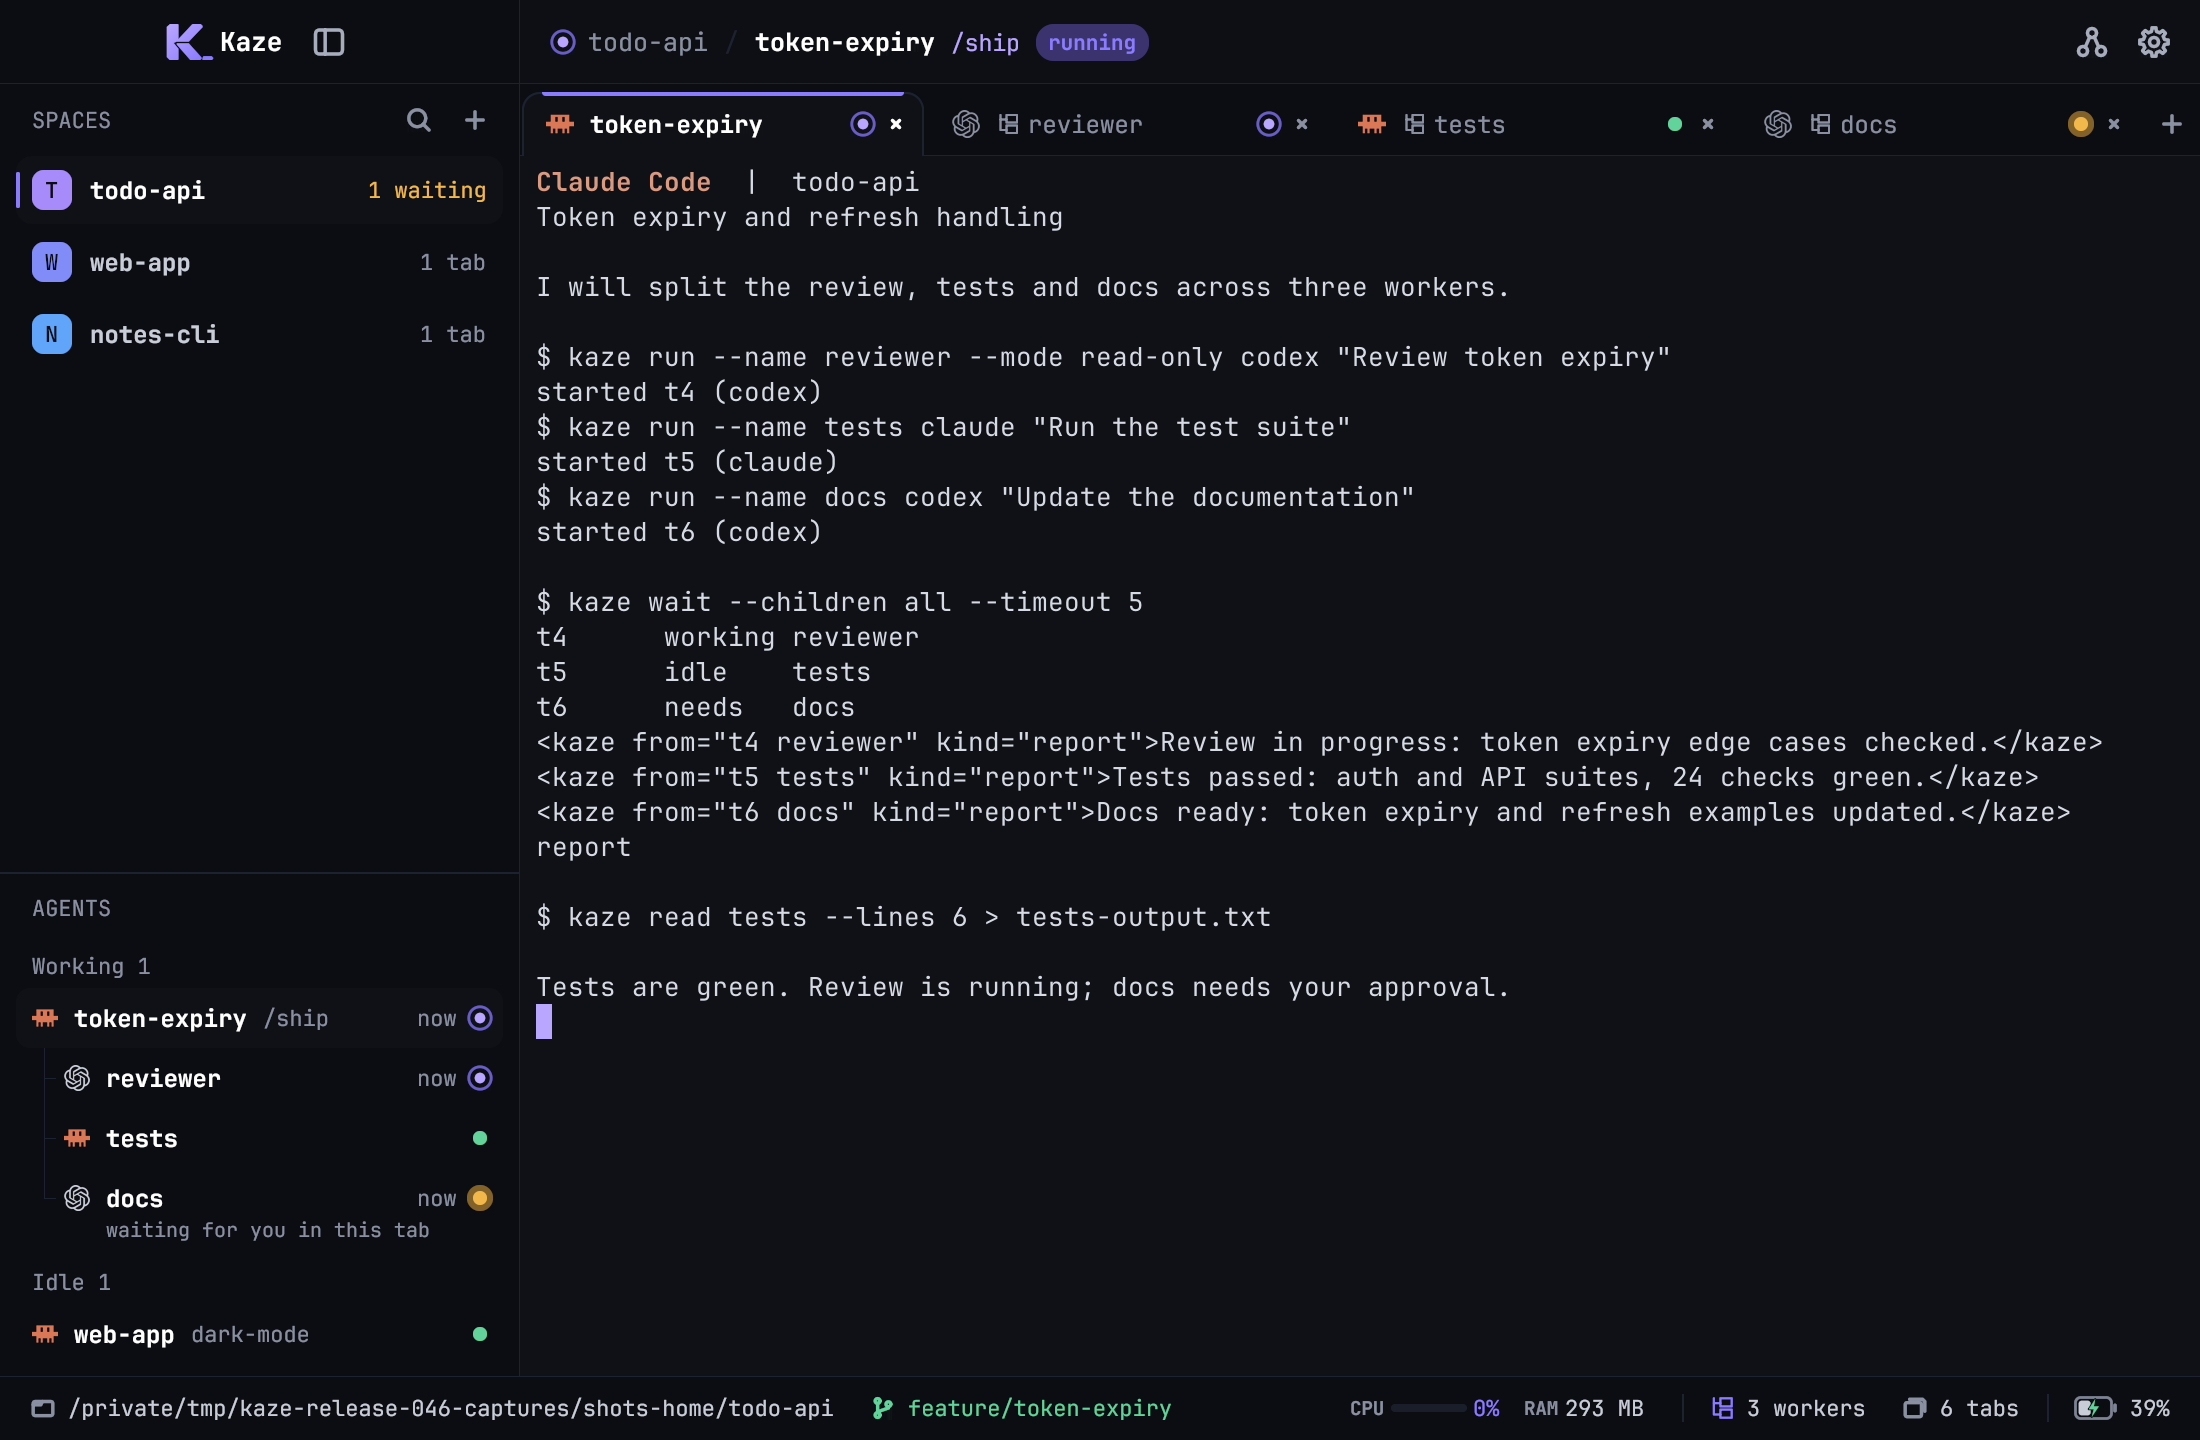 Kaze
todo-api / token-expiry /ship running
SPACES
T todo-api 1 waiting
W web-app 1 tab
N notes-cli 1 tab
token-expiry
reviewer
tests
docs
Claude Code | todo-api
Token expiry and refresh handling
I will split the review, tests and docs across three workers.
$ kaze run --name reviewer --mode read-only codex "Review token expiry"
started t4 (codex)
$ kaze run --name tests claude "Run the test suite"
started t5 (claude)
$ kaze run --name docs codex "Update the documentation"
started t6 (codex)
$ kaze wait --children all --timeout 5
t4 working reviewer
t5 idle tests
t6 needs docs
<kaze from="t4 reviewer" kind="report">Review in progress: token expiry edge cases checked.</kaze>
<kaze from="t5 tests" kind="report">Tests passed: auth and API suites, 24 checks green.</kaze>
<kaze from="t6 docs" kind="report">Docs ready: token expiry and refresh examples updated.</kaze>
report
$ kaze read tests --lines 6 > tests-output.txt
Tests are green. Review is running; docs needs your approval.
AGENTS
Working 1
token-expiry /ship now
reviewer now
tests
docs now
waiting for you in this tab
Idle 1
web-app dark-mode
/private/tmp/kaze-release-046-captures/shots-home/todo-api feature/token-expiry CPU 0% RAM 293 MB 3 workers 6 tabs 39%